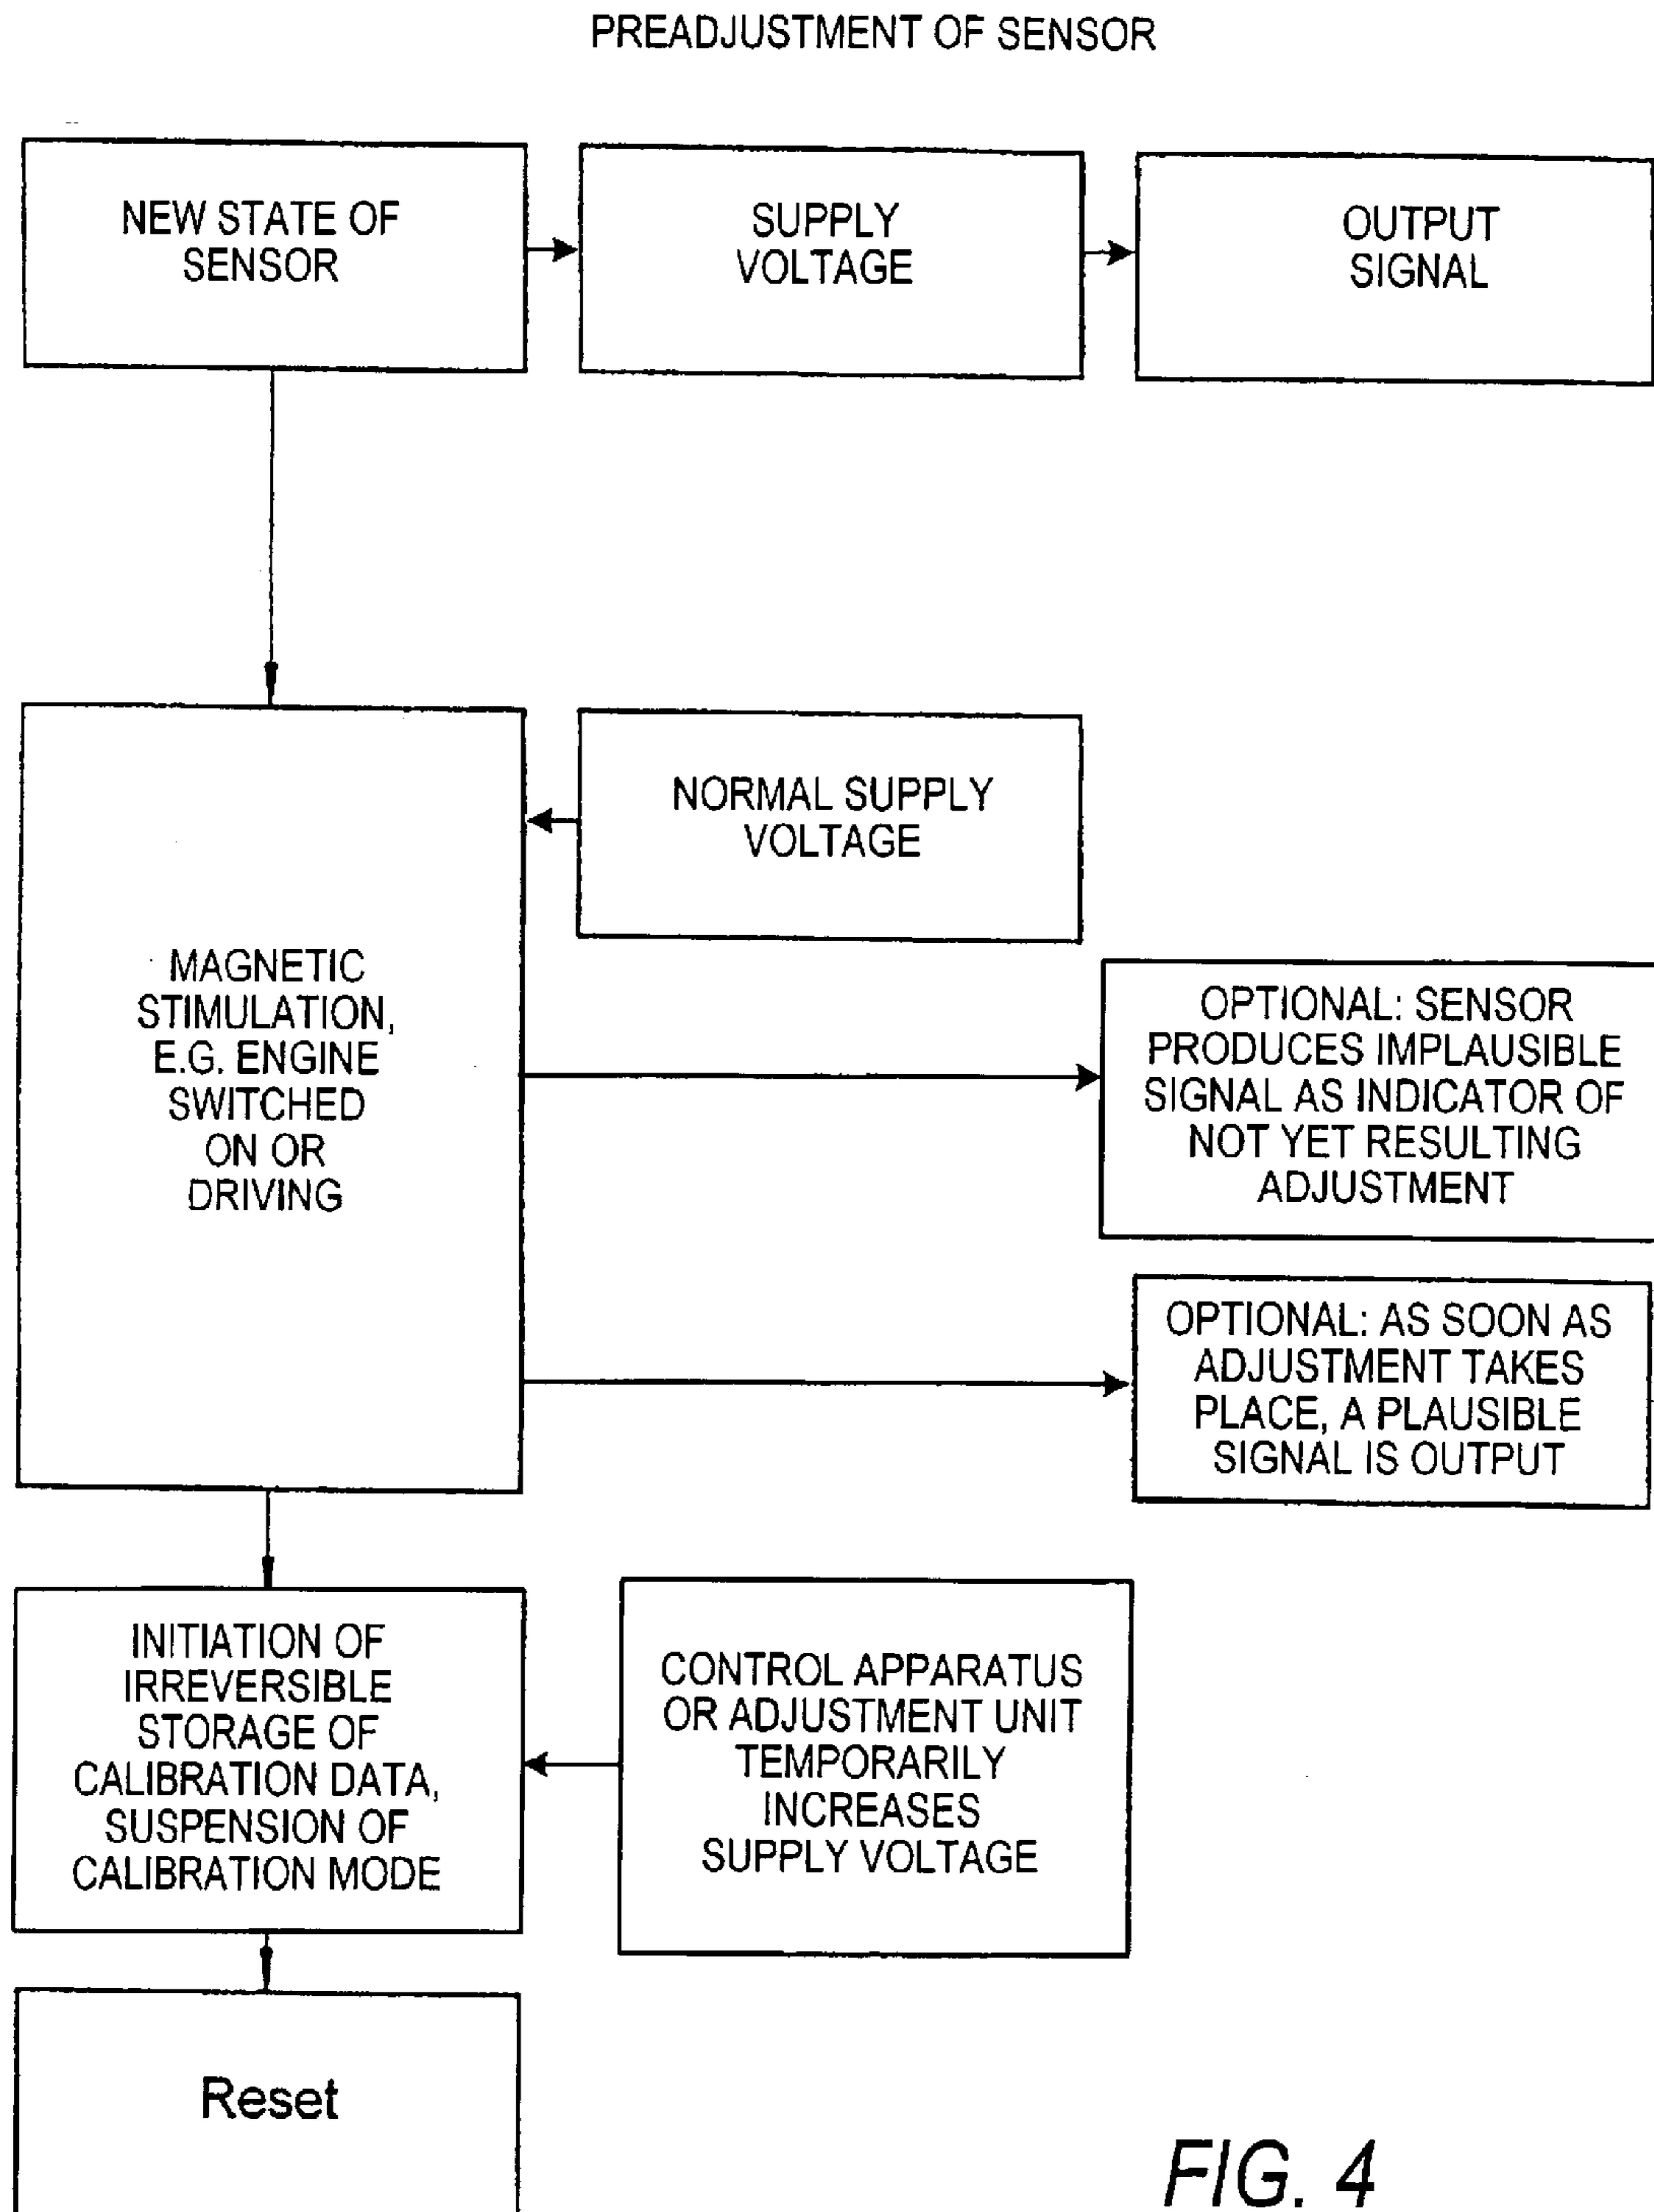 PREADJUSTMENT OF SENSOR
NEW STATE OF
SENSOR
SUPPLY
VOLTAGE
OUTPUT
SIGNAL
NORMAL SUPPLY
VOLTAGE
MAGNETIC
STIMULATION,
E.G. ENGINE
SWITCHED
ON OR
DRIVING
OPTIONAL: SENSOR
PRODUCES IMPLAUSIBLE
SIGNAL AS INDICATOR OF
NOT YET RESULTING
ADJUSTMENT
OPTIONAL: AS SOON AS
ADJUSTMENT TAKES
PLACE, A PLAUSIBLE
SIGNAL IS OUTPUT
INITIATION OF
IRREVERSIBLE
STORAGE OF
CALIBRATION DATA,
SUSPENSION OF
CALIBRATION MODE
CONTROL APPARATUS
OR ADJUSTMENT UNIT
TEMPORARILY
INCREASES
SUPPLY VOLTAGE
Reset
FIG. 4